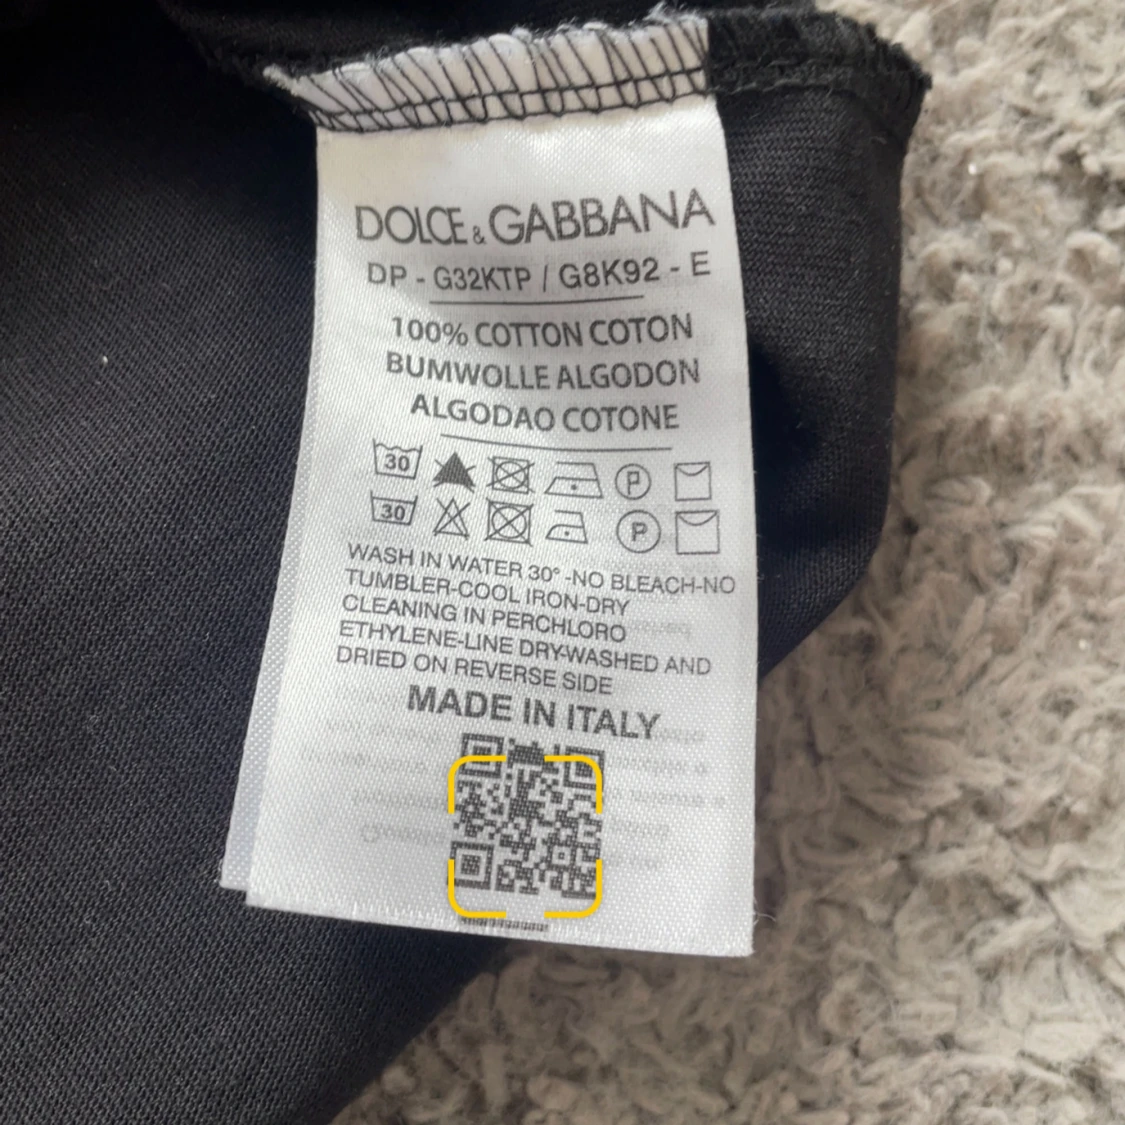 DOLCE & GABBANA
DP - G32KTP / G8K92 - E
100% COTTON COTON
BUMWOLLE ALGODON
ALGODAO COTONE
30 P
30 P
WASH IN WATER 30° -NO BLEACH-NO
TUMBLER-COOL IRON-DRY
CLEANING IN PERCHLORO
ETHYLENE-LINE DRY-WASHED AND
DRIED ON REVERSE SIDE
MADE IN ITALY